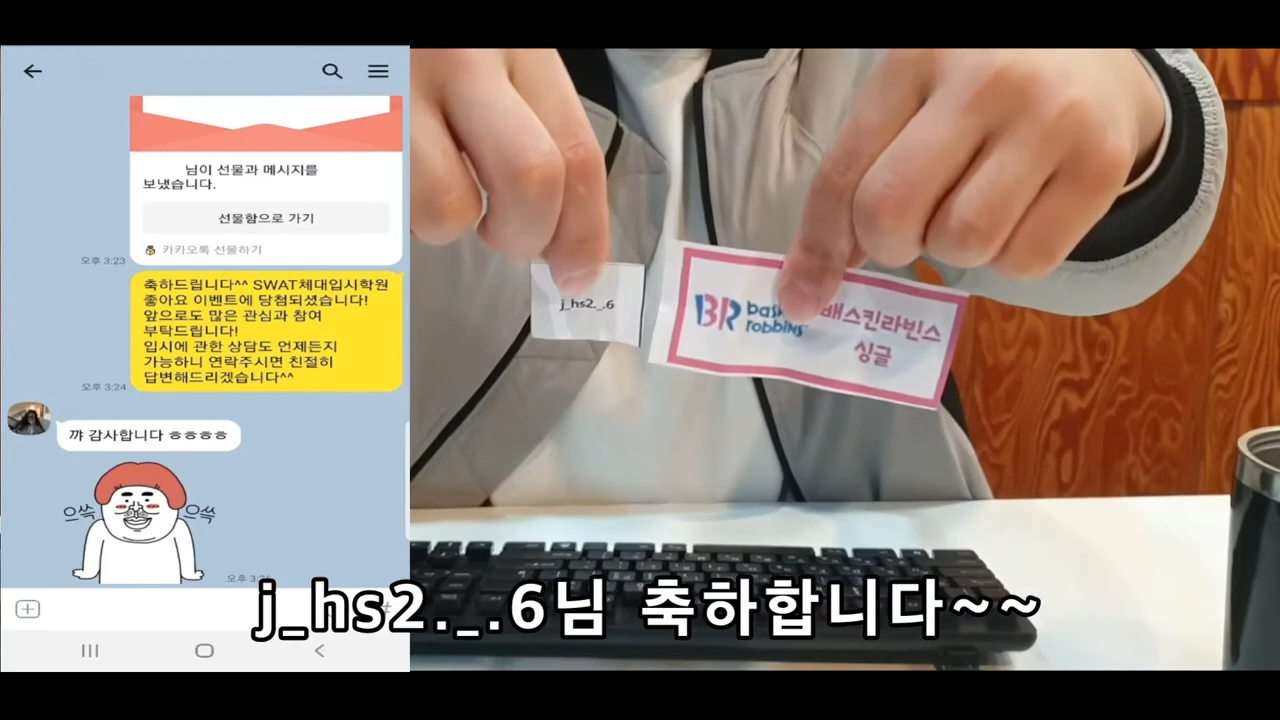 님이 선물과 메시지를
보냈습니다.
선물함으로 가기
카카오톡 선물하기
오후 3:23
축하드립니다^^ SWAT체대입시학원
좋아요 이벤트에 당첨되셨습니다!
앞으로도 많은 관심과 참여
부탁드립니다!
입시에 관한 상담도 언제든지
가능하니 연락주시면 친절히
답변해드리겠습니다^^
오후 3:24
꺄 감사합니다 ㅎㅎㅎㅎ
으쓱 으쓱
오후
j_hs2._.6
BR
robbins
배스킨라빈스
싱글
j_hs2._.6님 축하합니다~~